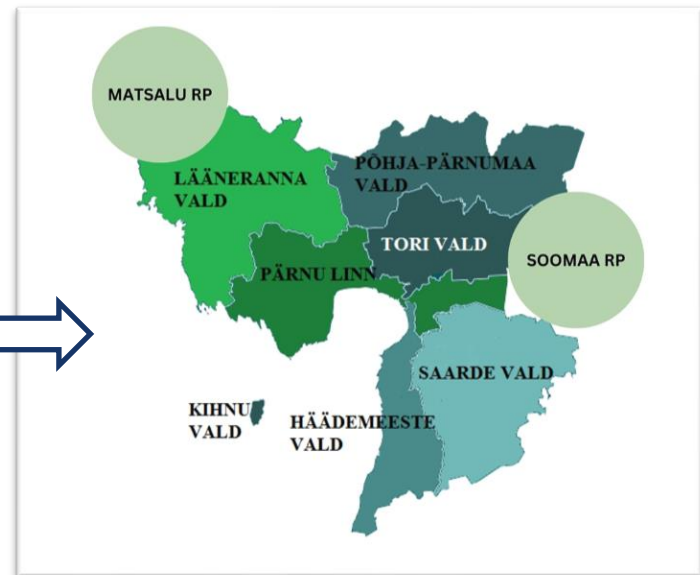 MATSALU RP
PÕHJA-PÄRNUMAA
VALD
LÄÄNERANNA
VALD
TORI VALD
SOOMAA RP
PÄRNU LINN
SAARDE VALD
KIHNU
VALD
HÄÄDEMEESTE
VALD